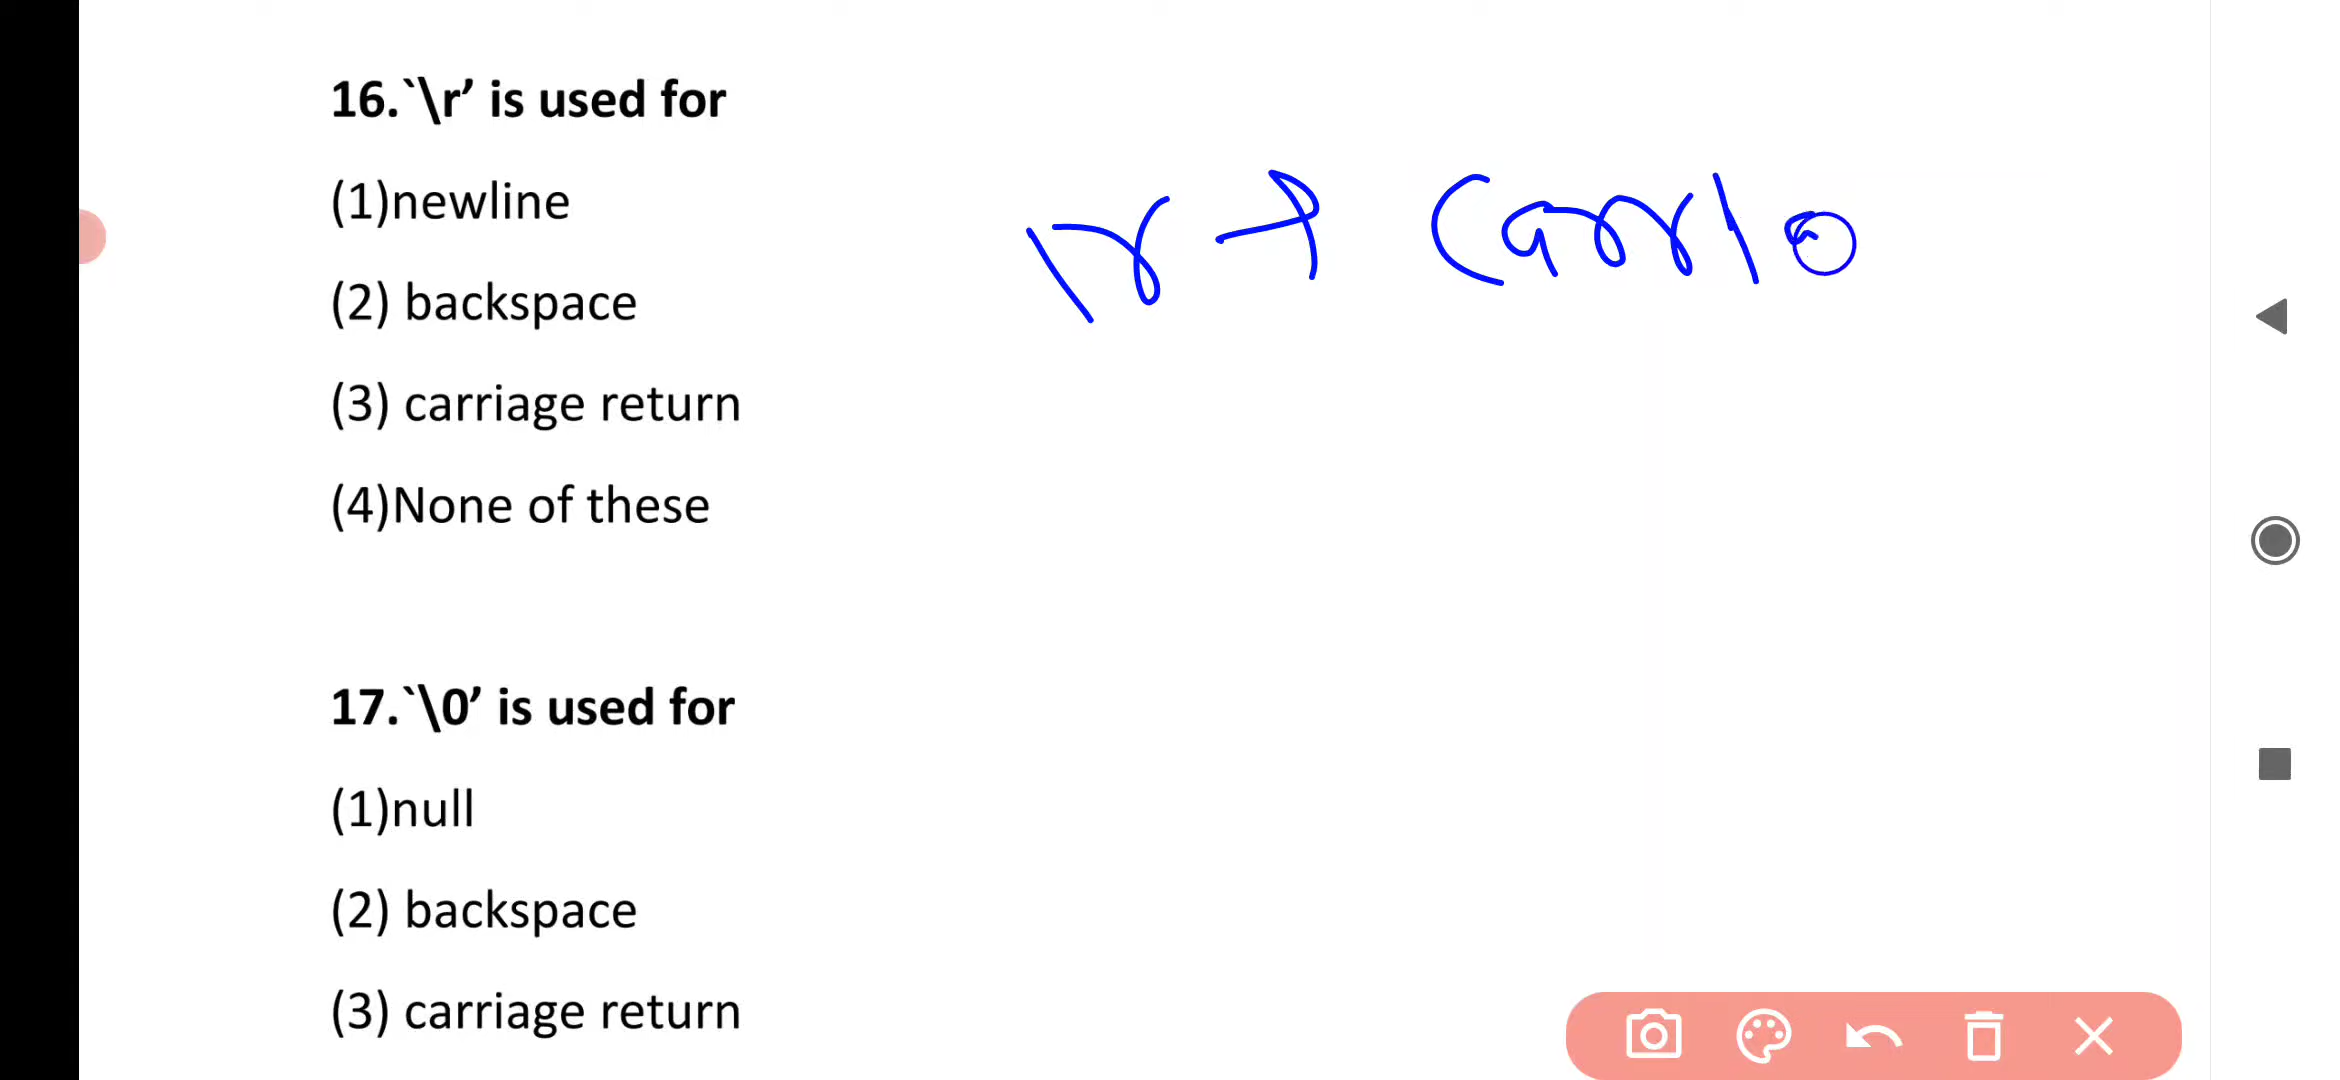 16.`\r’ is used for
(1)newline
(2) backspace
(3) carriage return
(4)None of these
\r → Carria
17.`\0’ is used for
(1)null
(2) backspace
(3) carriage return